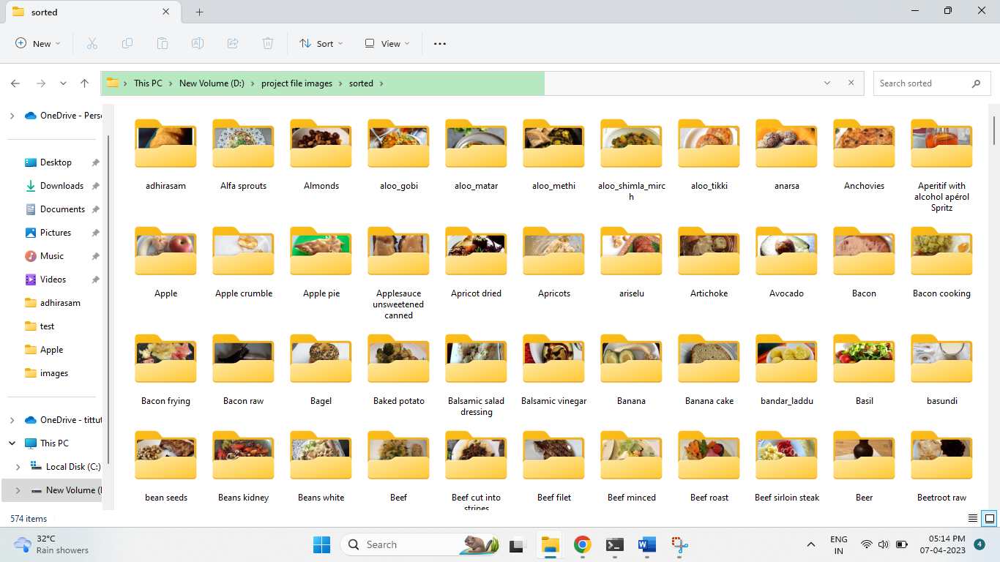 sorted
New
Sort
View
This PC
New Volume (D:)
project file images
sorted
Search sorted
OneDrive - Pers
Desktop
Downloads
Documents
Pictures
Music
Videos
adhirasam
test
Apple
images
OneDrive - tittut
This PC
Local Disk (C:)
New Volume (
adhirasam
Alfa sprouts
Almonds
aloo_gobi
aloo_matar
aloo_methi
aloo_shimla_mirc
h
aloo_tikki
anarsa
Anchovies
Aperitif with
alcohol apérol
Spritz
Apple
Apple crumble
Apple pie
Applesauce
unsweetened
canned
Apricot dried
Apricots
ariselu
Artichoke
Avocado
Bacon
Bacon cooking
Bacon frying
Bacon raw
Bagel
Baked potato
Balsamic salad
dressing
Balsamic vinegar
Banana
Banana cake
bandar_laddu
Basil
basundi
bean seeds
Beans kidney
Beans white
Beef
Beef cut into
stripes
Beef filet
Beef minced
Beef roast
Beef sirloin steak
Beer
Beetroot raw
574 items
32°C
Rain showers
Search
ENG
IN
05:14 PM
07-04-2023
4